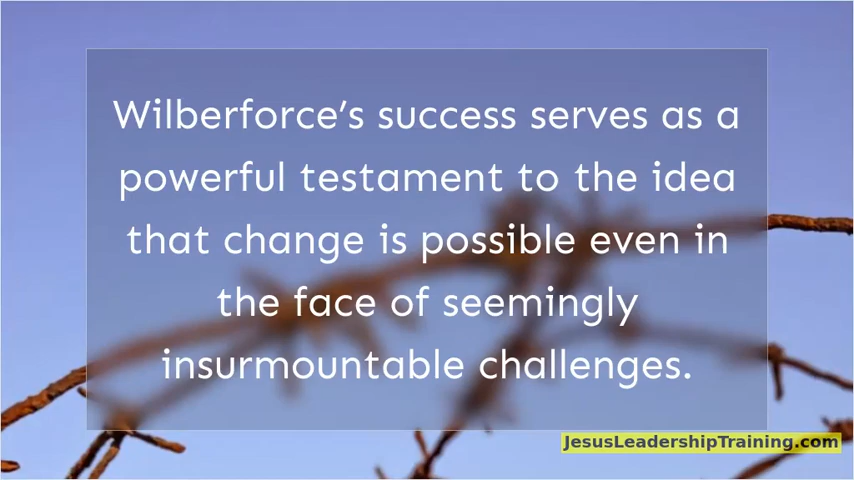 Wilberforce’s success serves as a
powerful testament to the idea
that change is possible even in
the face of seemingly
insurmountable challenges.
JesusLeadershipTraining.com